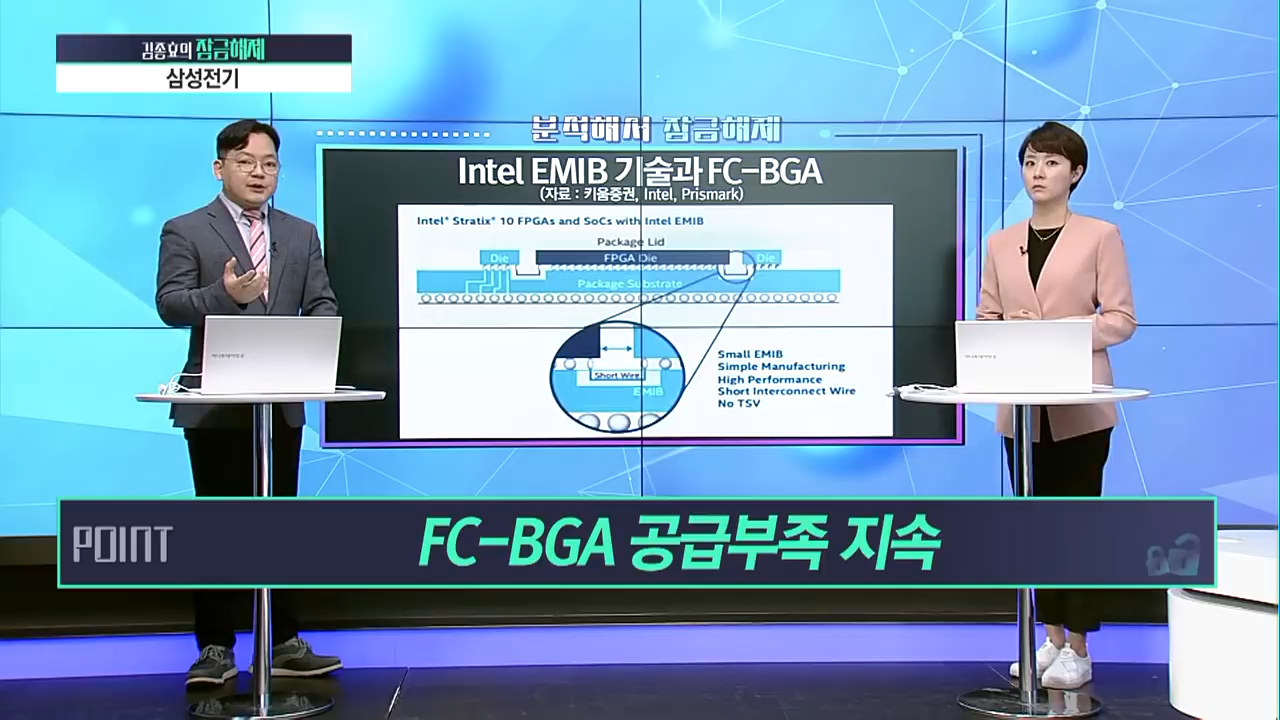 김종효의 잠금해제
삼성전기
분석해서 잠금해제
Intel EMIB 기술과 FC-BGA
(자료 : 키움증권, Intel, Prismark)
Intel® Stratix® 10 FPGAs and SoCs with Intel EMIB
Package Lid
Die
FPGA Die
Die
Package Substrate
Short Wire
EMIB
Small EMIB
Simple Manufacturing
High Performance
Short Interconnect Wire
No TSV
POINT
FC-BGA 공급부족 지속